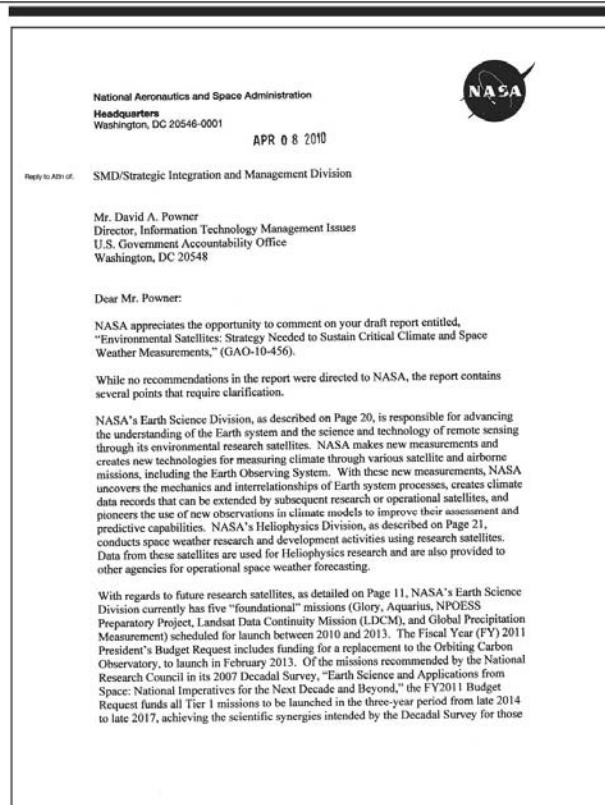 NASA
National Aeronautics and Space Administration
Headquarters
Washington, DC 20546-0001
APR 08 2010
Reply to Attn of:
SMD/Strategic Integration and Management Division
Mr. David A. Powner
Director, Information Technology Management Issues
U.S. Government Accountability Office
Washington, DC 20548
Dear Mr. Powner:
NASA appreciates the opportunity to comment on your draft report entitled,
“Environmental Satellites: Strategy Needed to Sustain Critical Climate and Space
Weather Measurements,” (GAO-10-456).
While no recommendations in the report were directed to NASA, the report contains
several points that require clarification.
NASA’s Earth Science Division, as described on Page 20, is responsible for advancing
the understanding of the Earth system and the science and technology of remote sensing
through its environmental research satellites. NASA makes new measurements and
creates new technologies for measuring climate through various satellite and airborne
missions, including the Earth Observing System. With these new measurements, NASA
uncovers the mechanics and interrelationships of Earth system processes, creates climate
data records that can be extended by subsequent research or operational satellites, and
pioneers the use of new observations in climate models to improve their assessment and
predictive capabilities. NASA’s Heliophysics Division, as described on Page 21,
conducts space weather research and development activities using research satellites.
Data from these satellites are used for Heliophysics research and are also provided to
other agencies for operational space weather forecasting.
With regards to future research satellites, as detailed on Page 11, NASA’s Earth Science
Division currently has five “foundational” missions (Glory, Aquarius, NPOESS
Preparatory Project, Landsat Data Continuity Mission (LDCM), and Global Precipitation
Measurement) scheduled for launch between 2010 and 2013. The Fiscal Year (FY) 2011
President’s Budget Request includes funding for a replacement to the Orbiting Carbon
Observatory, to launch in February 2013. Of the missions recommended by the National
Research Council in its 2007 Decadal Survey, “Earth Science and Applications from
Space: National Imperatives for the Next Decade and Beyond,” the FY2011 Budget
Request funds all Tier 1 missions to be launched in the three-year period from late 2014
to late 2017, achieving the scientific synergies intended by the Decadal Survey for those